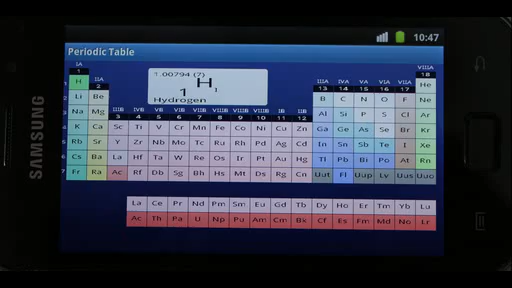 10:47
Periodic Table
IA VIIIA
1 18
1.00794 (7)
H
1
1
Hydrogen
H IIA IIIA IVA VA VIA VIIA He
2 13 14 15 16 17
Li Be B C N O F Ne
IIIB IVB VB VIB VIIB VIIIB VIIIB VIIIB IB IIB
Na Mg 3 4 5 6 7 8 9 10 11 12 Al Si P S Cl Ar
K Ca Sc Ti V Cr Mn Fe Co Ni Cu Zn Ga Ge As Se Br Kr
Rb Sr Y Zr Nb Mo Tc Ru Rh Pd Ag Cd In Sn Sb Te I Xe
Cs Ba La Hf Ta W Re Os Ir Pt Au Hg Tl Pb Bi Po At Rn
7 Fr Ra Ac Rf Db Sg Bh Hs Mt Ds Rg Cn Uut Fl Uup Lv Uus Uuo
La Ce Pr Nd Pm Sm Eu Gd Tb Dy Ho Er Tm Yb Lu
Ac Th Pa U Np Pu Am Cm Bk Cf Es Fm Md No Lr
SAMSUNG